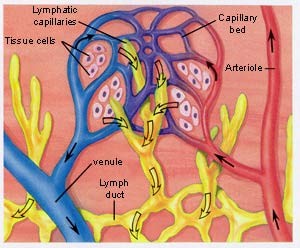 Lymphatic
capillaries
Tissue cells
Capillary
bed
Arteriole
venule
Lymph
duct